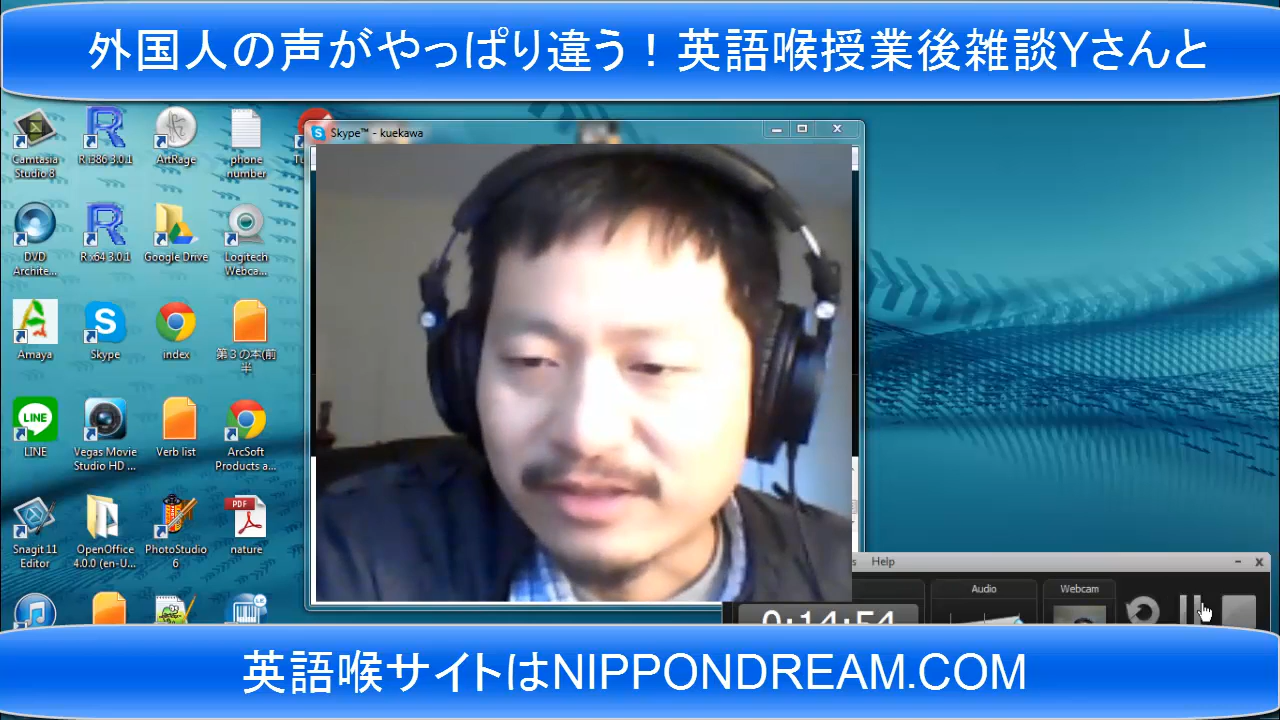 外国人の声がやっぱり違う！英語喉授業後雑談Yさんと
Skype™ - kuekawa
Camtasia Studio 8
R i386 3.0.1
ArtRage
phone number
DVD Archite...
R x64 3.0.1
Google Drive
Logitech Webca...
Amaya
Skype
index
第３の本(前半
LINE
Vegas Movie Studio HD ...
Verb list
ArcSoft Products a...
Snagit 11 Editor
OpenOffice 4.0.0 (en-U...
PhotoStudio 6
PDF
nature
Help
Audio
Webcam
0:14:54
英語喉サイトはNIPPONDREAM.COM